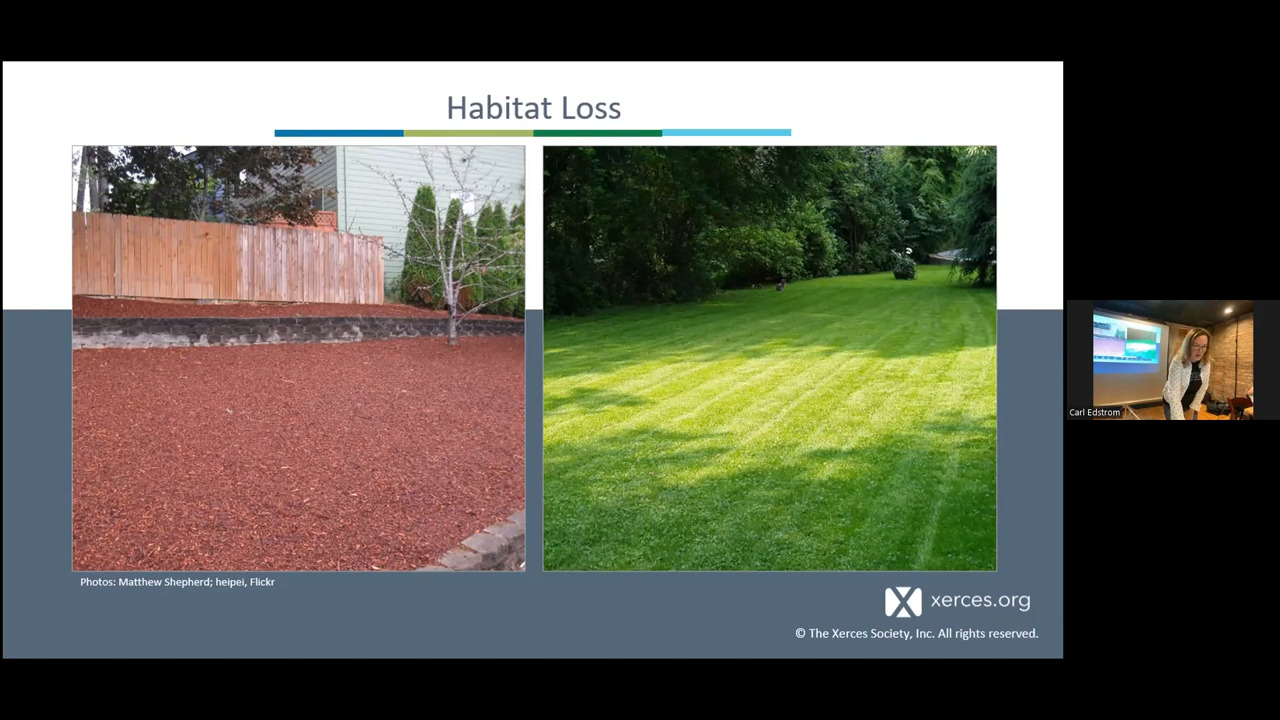 Habitat Loss
Photos: Matthew Shepherd; heipei, Flickr
xerces.org
© The Xerces Society, Inc. All rights reserved.
Carl Edstrom